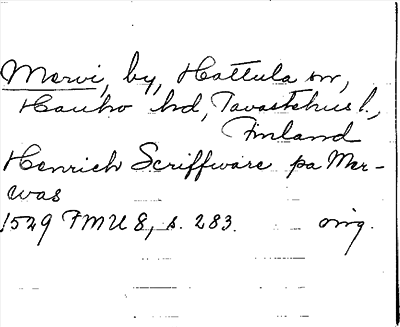 Mervi, by, Hattula sn,
Hauho hd, Tavastehus l.,
Finland
Henrich Scriffware pa Mer-
was
1529 FMU 8, s. 283. orig.